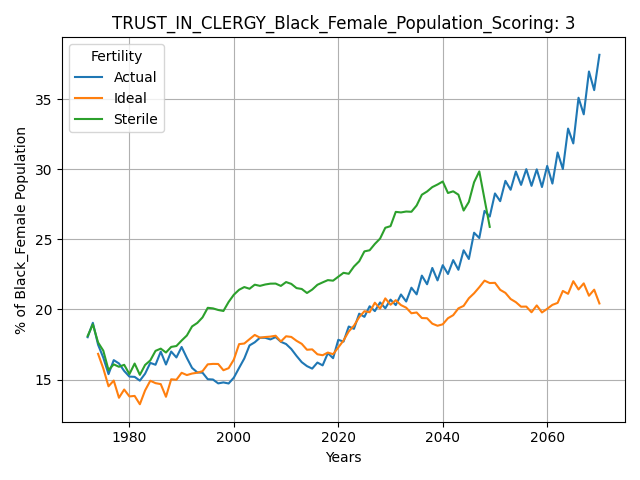 TRUST_IN_CLERGY_Black_Female_Population_Scoring: 3
Fertility
Actual
Ideal
Sterile
% of Black_Female Population
35
30
25
20
15
1980 2000 2020 2040 2060
Years